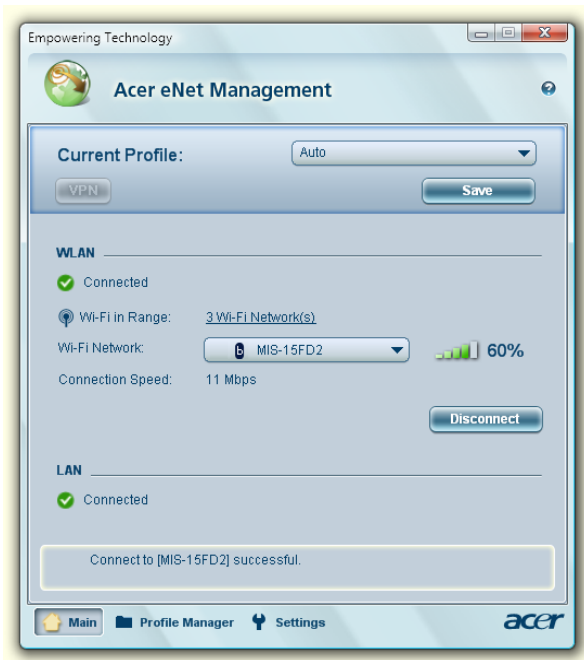 Empowering Technology
Acer eNet Management
Current Profile: Auto
VPN Save
WLAN
Connected
Wi-Fi in Range: 3 Wi-Fi Network(s)
Wi-Fi Network: b MIS-15FD2 60%
Connection Speed: 11 Mbps
Disconnect
LAN
Connected
Connect to [MIS-15FD2] successful.
Main Profile Manager Settings acer